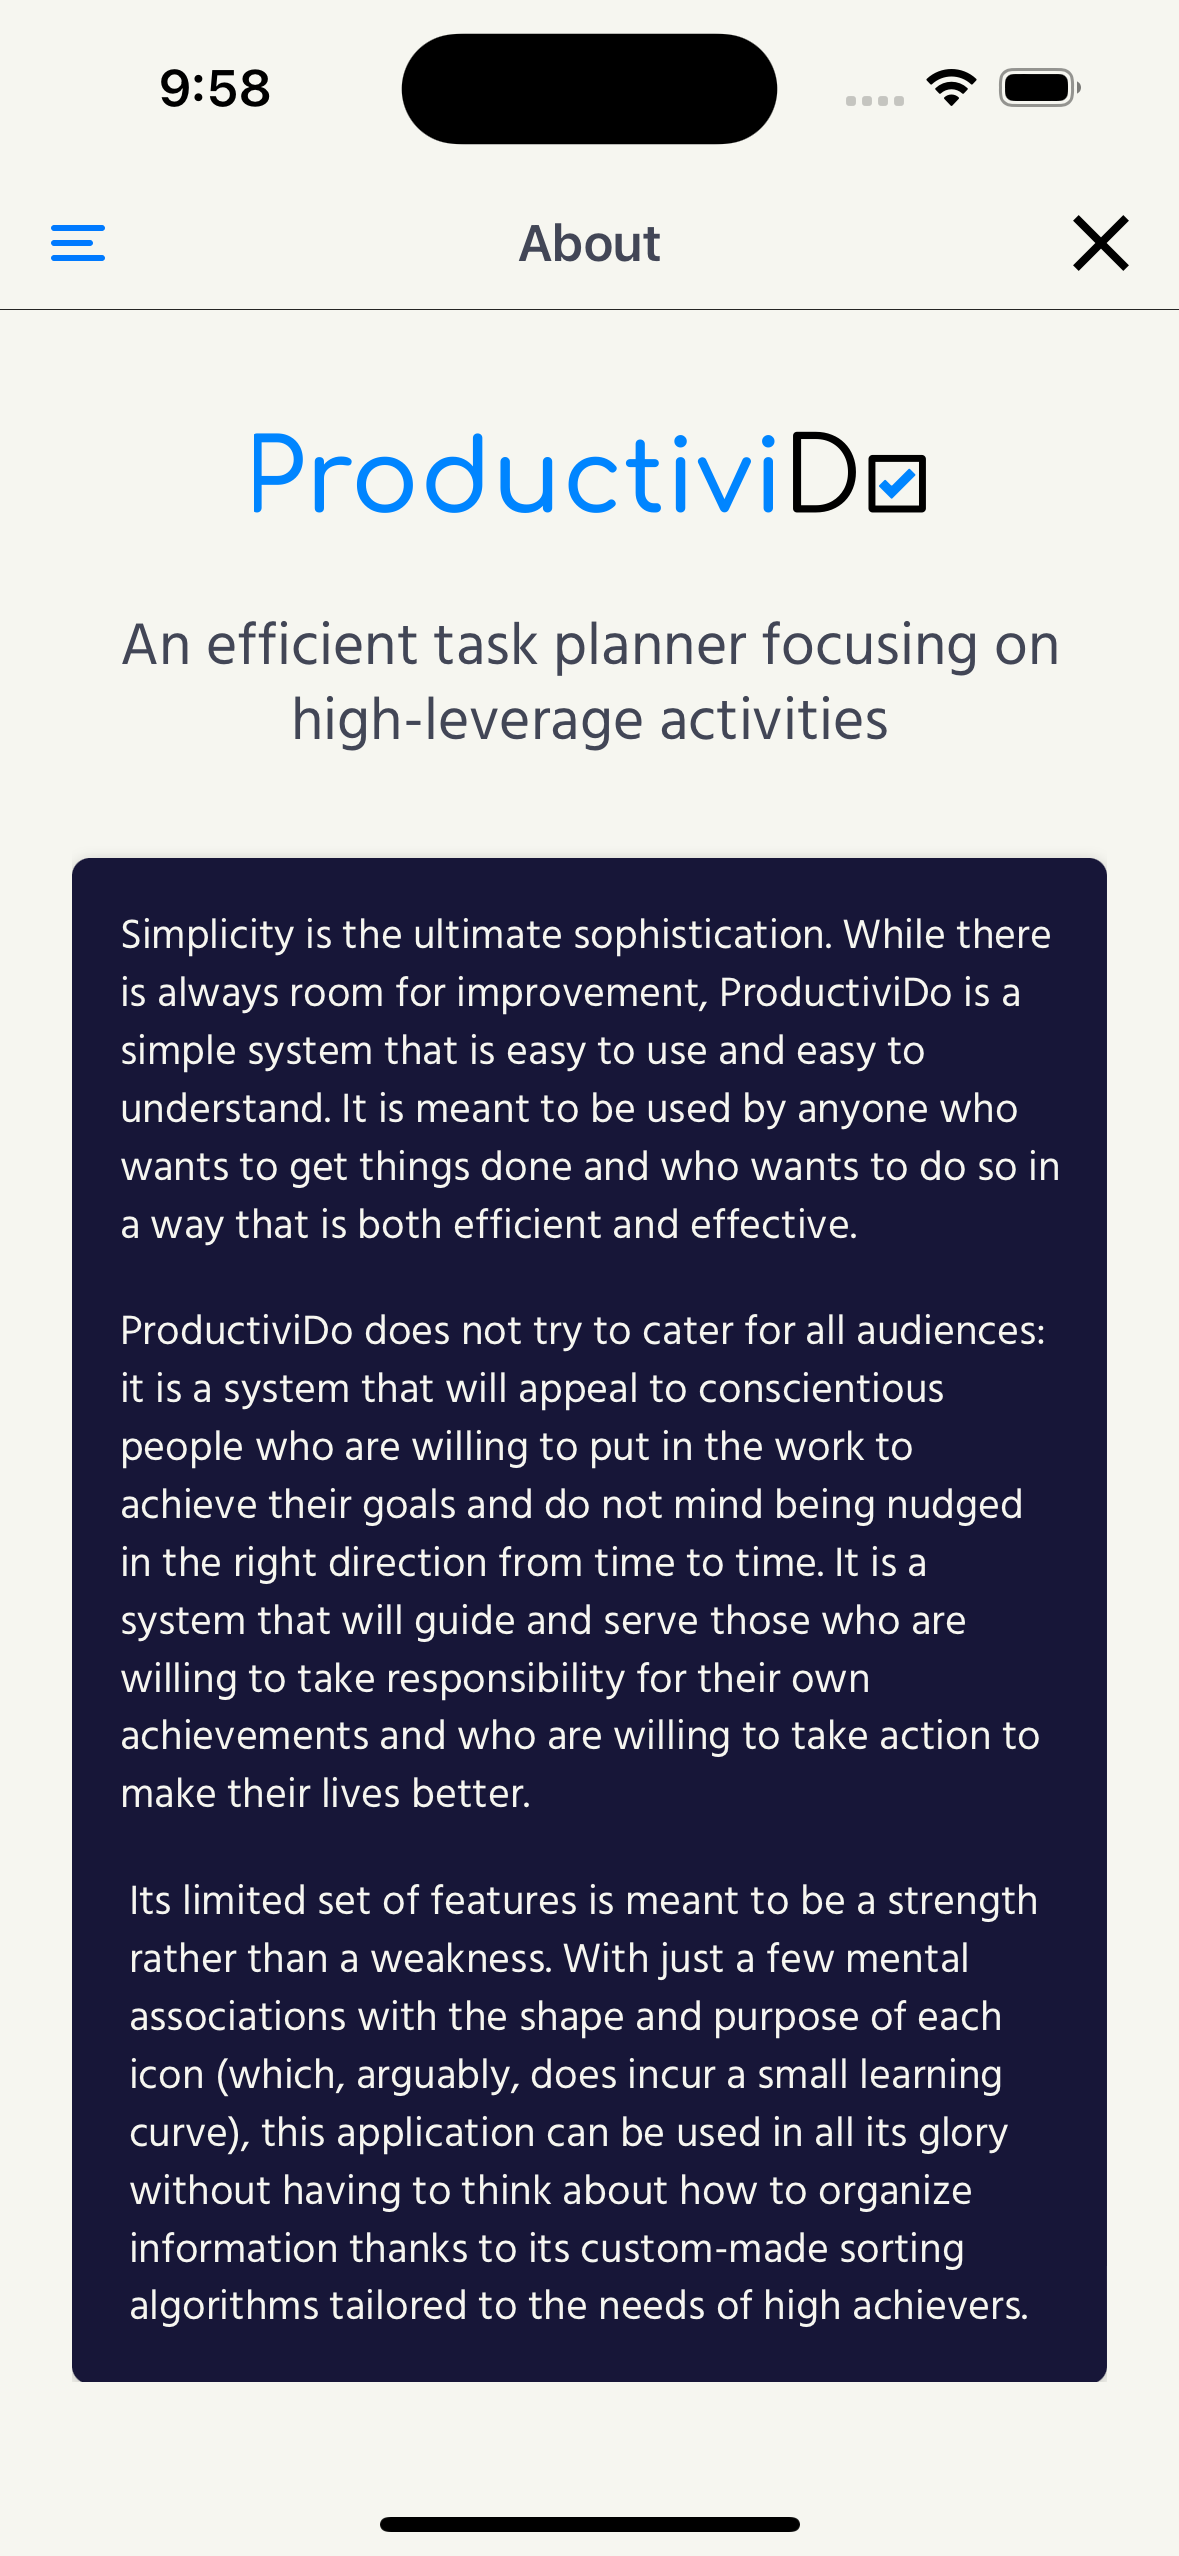 9:58
About
ProductiviDo
An efficient task planner focusing on
high-leverage activities
Simplicity is the ultimate sophistication. While there
is always room for improvement, ProductiviDo is a
simple system that is easy to use and easy to
understand. It is meant to be used by anyone who
wants to get things done and who wants to do so in
a way that is both efficient and effective.
ProductiviDo does not try to cater for all audiences:
it is a system that will appeal to conscientious
people who are willing to put in the work to
achieve their goals and do not mind being nudged
in the right direction from time to time. It is a
system that will guide and serve those who are
willing to take responsibility for their own
achievements and who are willing to take action to
make their lives better.
Its limited set of features is meant to be a strength
rather than a weakness. With just a few mental
associations with the shape and purpose of each
icon (which, arguably, does incur a small learning
curve), this application can be used in all its glory
without having to think about how to organize
information thanks to its custom-made sorting
algorithms tailored to the needs of high achievers.